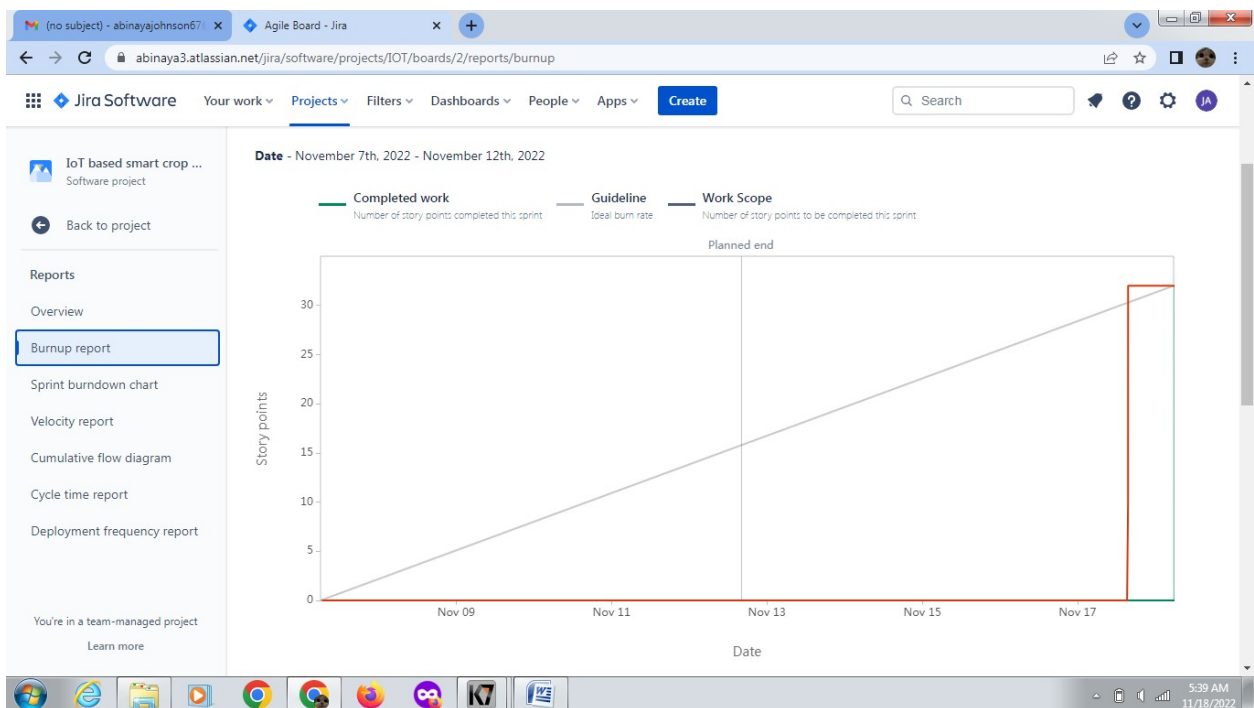 (no subject) - abinayajohnson67
Agile Board - Jira
abinaya3.atlassian.net/jira/software/projects/IOT/boards/2/reports/burnup
Jira Software
Your work
Projects
Filters
Dashboards
People
Apps
Create
Search
JA
IoT based smart crop ...
Software project
Back to project
Reports
Overview
Burnup report
Sprint burndown chart
Velocity report
Cumulative flow diagram
Cycle time report
Deployment frequency report
You're in a team-managed project
Learn more
Date - November 7th, 2022 - November 12th, 2022
Completed work
Number of story points completed this sprint
Guideline
Ideal burn rate
Work Scope
Number of story points to be completed this sprint
Planned end
Story points
30
25
20
15
10
5
0
Nov 09
Nov 11
Nov 13
Nov 15
Nov 17
Date
K7
W
5:39 AM
11/18/2022